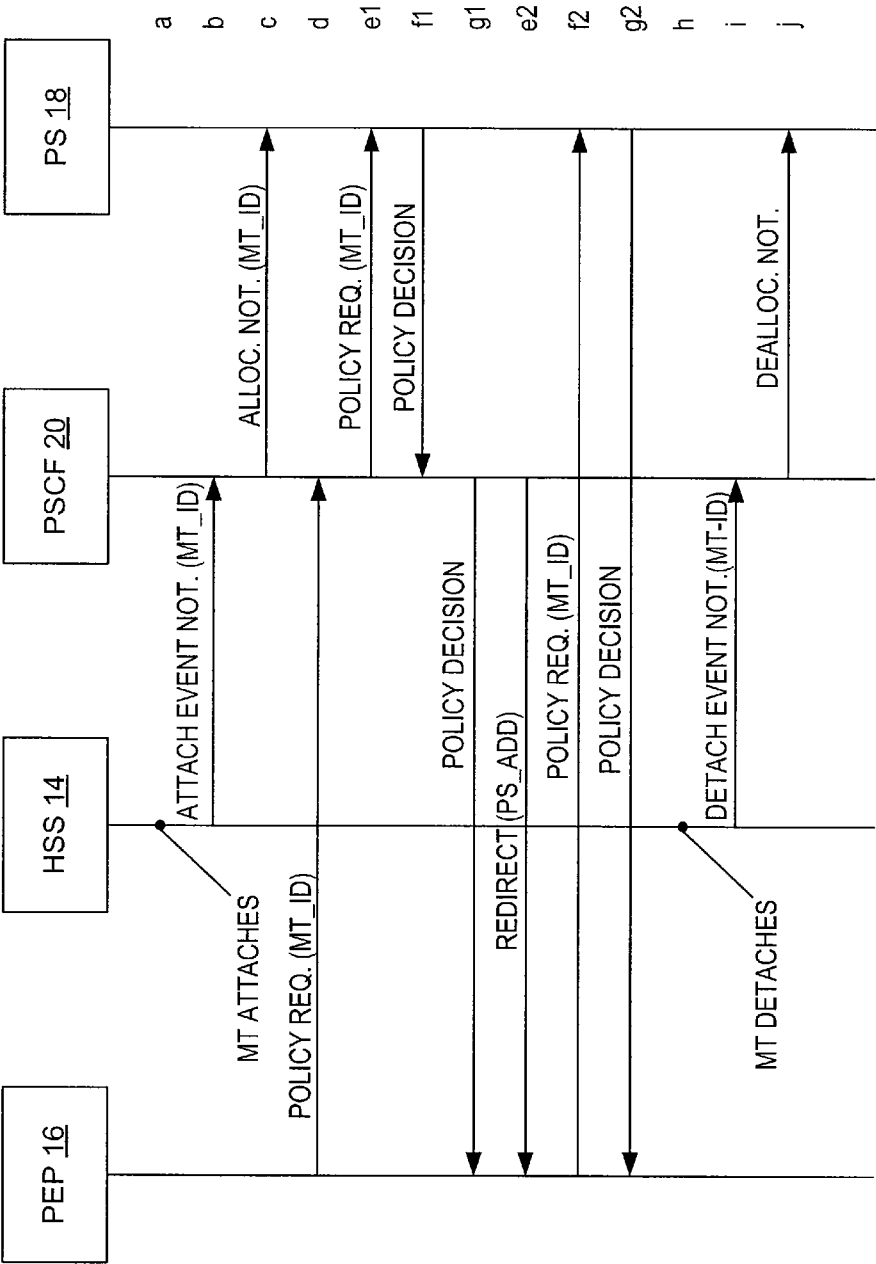 PEP 16
HSS 14
PSCF 20
PS 18
a
MT ATTACHES
ATTACH EVENT NOT. (MT_ID)
b
ALLOC. NOT. (MT_ID)
c
POLICY REQ. (MT_ID)
d
POLICY REQ. (MT_ID)
e1
POLICY DECISION
f1
POLICY DECISION
g1
REDIRECT (PS_ADD)
e2
POLICY REQ. (MT_ID)
f2
POLICY DECISION
g2
MT DETACHES
h
DETACH EVENT NOT.(MT-ID)
i
DEALLOC. NOT.
j